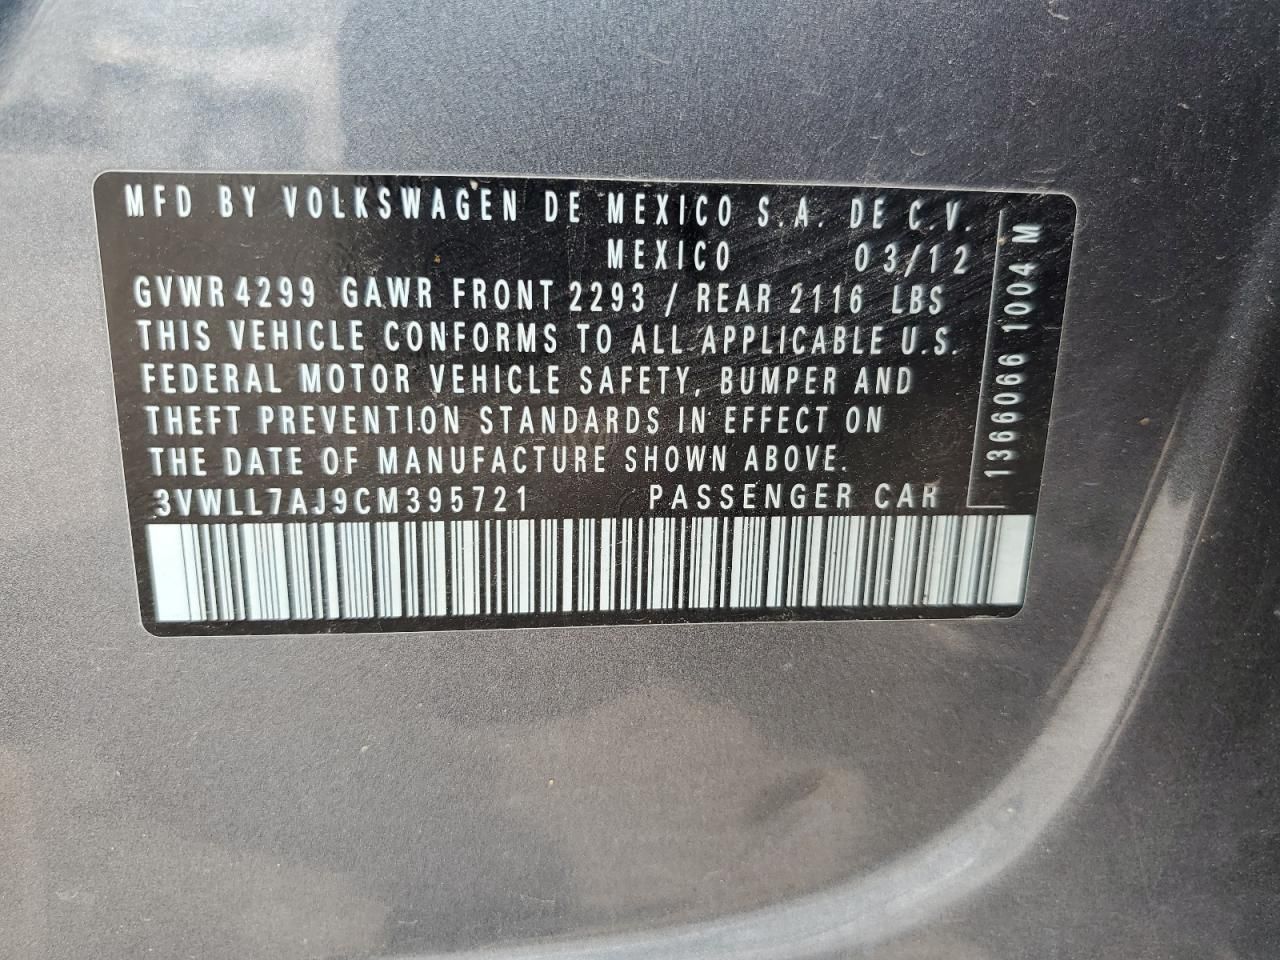 MFD BY VOLKSWAGEN DE MEXICO S.A. DE C.V.
MEXICO 03/12
GVWR 4299 GAWR FRONT 2293 / REAR 2116 LBS
THIS VEHICLE CONFORMS TO ALL APPLICABLE U.S.
FEDERAL MOTOR VEHICLE SAFETY, BUMPER AND
THEFT PREVENTION STANDARDS IN EFFECT ON
THE DATE OF MANUFACTURE SHOWN ABOVE.
3VWLL7AJ9CM395721 PASSENGER CAR
1366066 1004 M